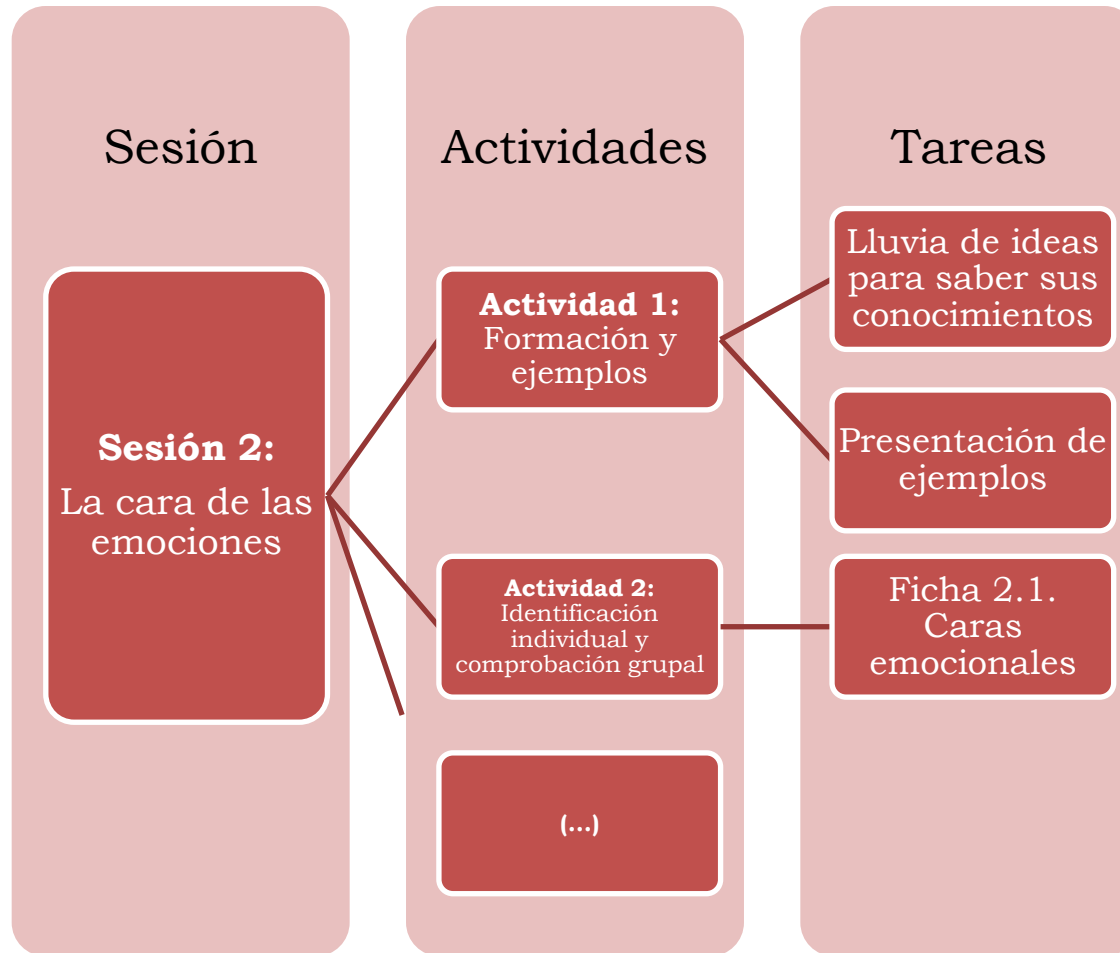 Sesión
Sesión 2:
La cara de las
emociones
Actividades
Actividad 1:
Formación y
ejemplos
Actividad 2:
Identificación
individual y
comprobación grupal
(...)
Tareas
Lluvia de ideas
para saber sus
conocimientos
Presentación de
ejemplos
Ficha 2.1.
Caras
emocionales